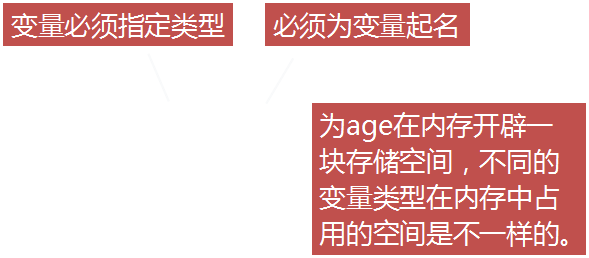 变量必须指定类型
必须为变量起名
为age在内存开辟一
块存储空间，不同的
变量类型在内存中占
用的空间是不一样的。